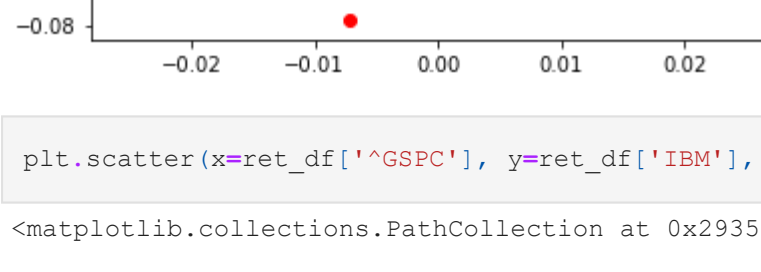 −0.08
−0.02 −0.01 0.00 0.01 0.02
plt.scatter(x=ret_df['^GSPC'], y=ret_df['IBM'],
<matplotlib.collections.PathCollection at 0x2935